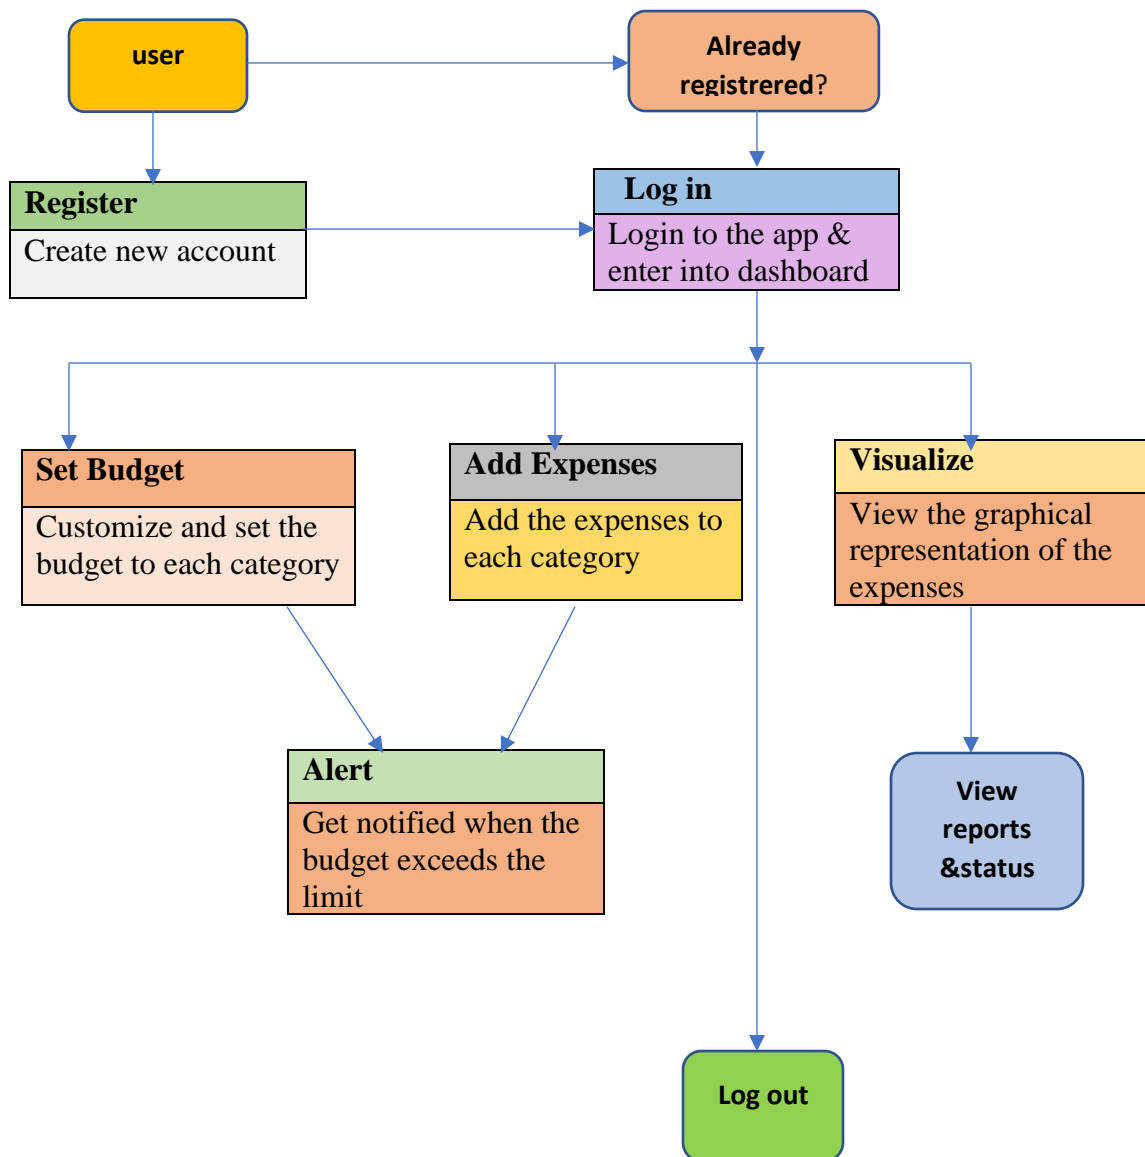 user
Already
registrered?
Register
Create new account
Log in
Login to the app &
enter into dashboard
Set Budget
Customize and set the
budget to each category
Add Expenses
Add the expenses to
each category
Visualize
View the graphical
representation of the
expenses
Alert
Get notified when the
budget exceeds the
limit
View
reports
&status
Log out